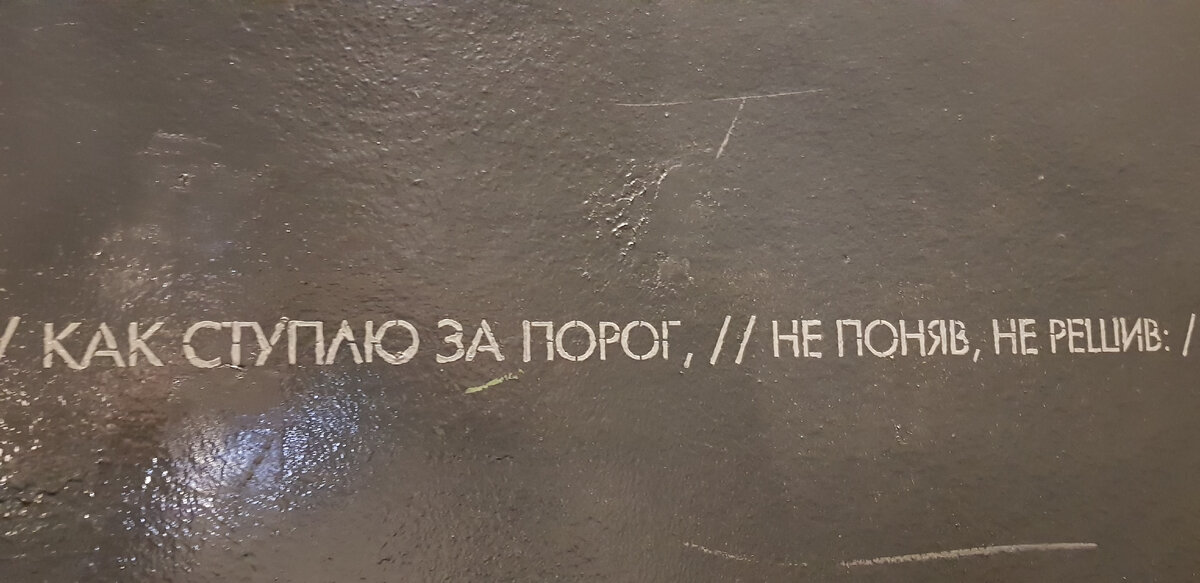 / КАК СТУПЛЮ ЗА ПОРОГ, // НЕ ПОНЯВ, НЕ РЕШИВ: /